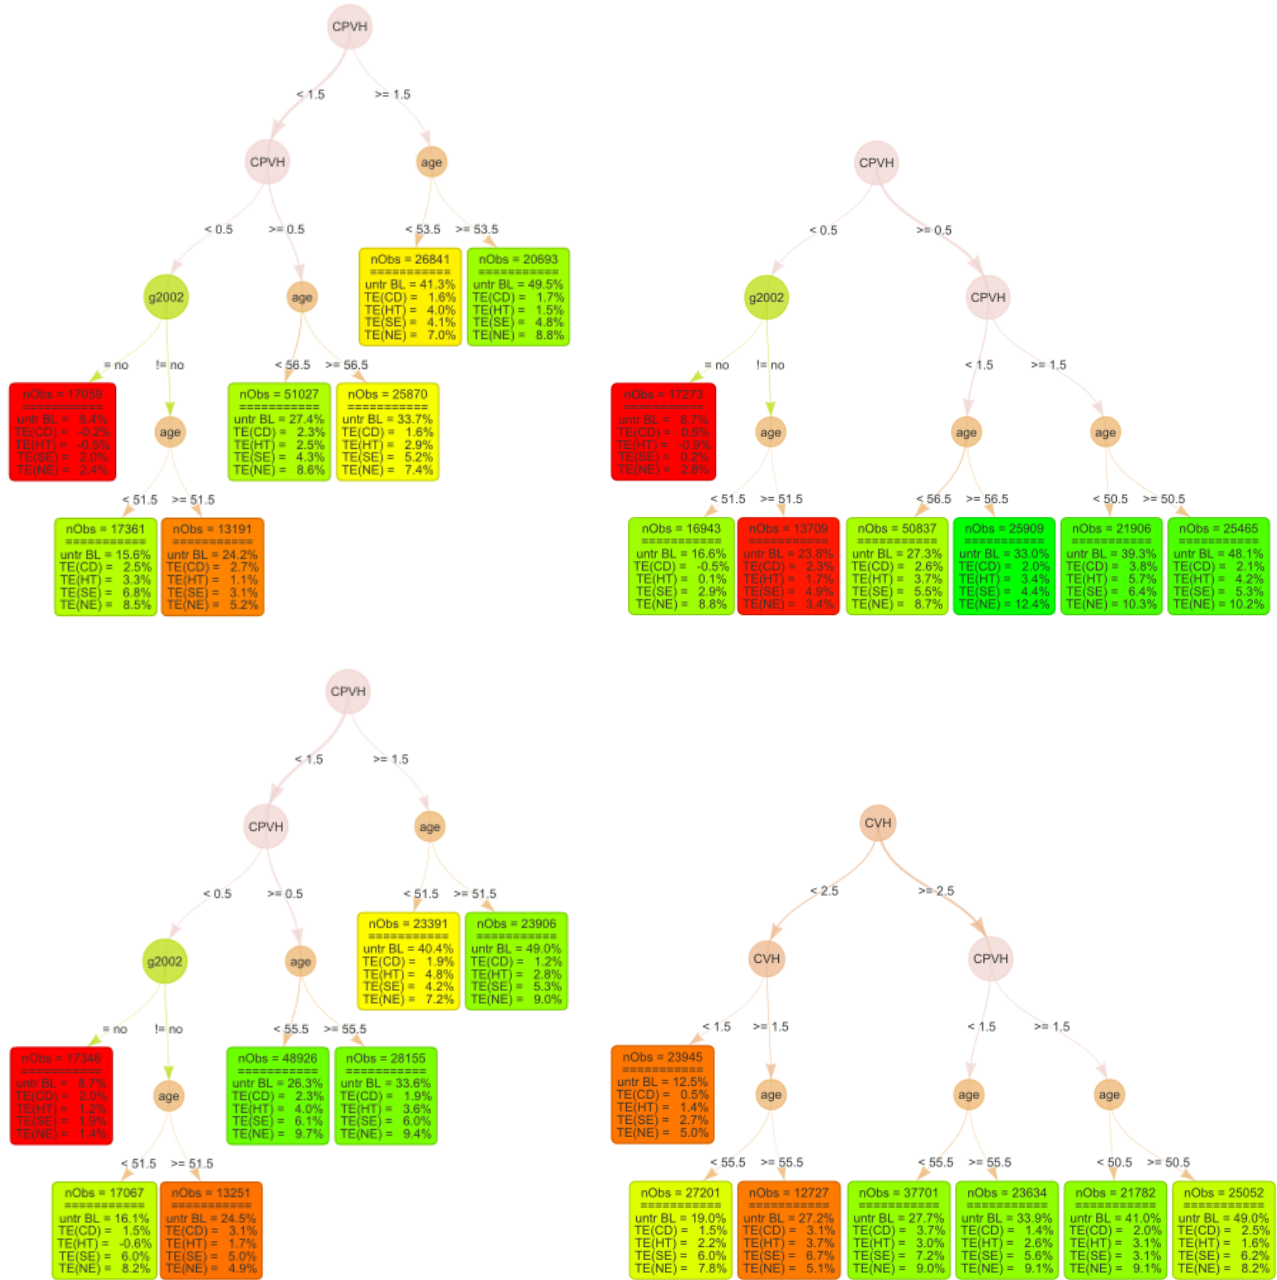 CPVH
< 1.5
>= 1.5
CPVH
age
< 0.5
>= 0.5
< 53.5
>= 53.5
g2002
age
nObs = 26841
===========
untr BL = 41.3%
TE(CD) = 1.6%
TE(HT) = 4.0%
TE(SE) = 4.1%
TE(NE) = 7.0%
nObs = 20693
===========
untr BL = 49.5%
TE(CD) = 1.7%
TE(HT) = 1.5%
TE(SE) = 4.8%
TE(NE) = 8.8%
= no
!= no
< 56.5
>= 56.5
nObs = 17059
===========
untr BL = 8.4%
TE(CD) = -0.2%
TE(HT) = -0.5%
TE(SE) = 2.0%
TE(NE) = 2.4%
age
nObs = 51027
===========
untr BL = 27.4%
TE(CD) = 2.3%
TE(HT) = 2.5%
TE(SE) = 4.3%
TE(NE) = 8.6%
nObs = 25870
===========
untr BL = 33.7%
TE(CD) = 1.6%
TE(HT) = 2.9%
TE(SE) = 5.2%
TE(NE) = 7.4%
< 51.5
>= 51.5
nObs = 17361
===========
untr BL = 15.6%
TE(CD) = 2.5%
TE(HT) = 3.3%
TE(SE) = 6.8%
TE(NE) = 8.5%
nObs = 13191
===========
untr BL = 24.2%
TE(CD) = 2.7%
TE(HT) = 1.1%
TE(SE) = 3.1%
TE(NE) = 5.2%
CPVH
< 0.5
>= 0.5
g2002
CPVH
= no
!= no
< 1.5
>= 1.5
nObs = 17273
===========
untr BL = 8.7%
TE(CD) = 0.5%
TE(HT) = -0.9%
TE(SE) = 0.2%
TE(NE) = 2.8%
age
age
age
< 51.5
>= 51.5
< 56.5
>= 56.5
< 50.5
>= 50.5
nObs = 16943
===========
untr BL = 16.6%
TE(CD) = -0.5%
TE(HT) = 0.1%
TE(SE) = 2.9%
TE(NE) = 8.8%
nObs = 13709
===========
untr BL = 23.8%
TE(CD) = 2.3%
TE(HT) = 1.7%
TE(SE) = 4.9%
TE(NE) = 3.4%
nObs = 50837
===========
untr BL = 27.3%
TE(CD) = 2.6%
TE(HT) = 3.7%
TE(SE) = 5.5%
TE(NE) = 8.7%
nObs = 25909
===========
untr BL = 33.0%
TE(CD) = 2.0%
TE(HT) = 3.4%
TE(SE) = 4.4%
TE(NE) = 12.4%
nObs = 21906
===========
untr BL = 39.3%
TE(CD) = 3.8%
TE(HT) = 5.7%
TE(SE) = 6.4%
TE(NE) = 10.3%
nObs = 25465
===========
untr BL = 48.1%
TE(CD) = 2.1%
TE(HT) = 4.2%
TE(SE) = 5.3%
TE(NE) = 10.2%
CPVH
< 1.5
>= 1.5
CPVH
age
< 0.5
>= 0.5
< 51.5
>= 51.5
g2002
age
nObs = 23391
===========
untr BL = 40.4%
TE(CD) = 1.9%
TE(HT) = 4.8%
TE(SE) = 4.2%
TE(NE) = 7.2%
nObs = 23906
===========
untr BL = 49.0%
TE(CD) = 1.2%
TE(HT) = 2.8%
TE(SE) = 5.3%
TE(NE) = 9.0%
= no
!= no
< 55.5
>= 55.5
nObs = 17346
===========
untr BL = 8.7%
TE(CD) = 2.0%
TE(HT) = 1.2%
TE(SE) = 1.9%
TE(NE) = 1.4%
age
nObs = 48926
===========
untr BL = 26.3%
TE(CD) = 2.3%
TE(HT) = 4.0%
TE(SE) = 6.1%
TE(NE) = 9.7%
nObs = 28155
===========
untr BL = 33.6%
TE(CD) = 1.9%
TE(HT) = 3.6%
TE(SE) = 6.0%
TE(NE) = 9.4%
< 51.5
>= 51.5
nObs = 17067
===========
untr BL = 16.1%
TE(CD) = 1.5%
TE(HT) = -0.6%
TE(SE) = 6.0%
TE(NE) = 8.2%
nObs = 13251
===========
untr BL = 24.5%
TE(CD) = 3.1%
TE(HT) = 1.7%
TE(SE) = 5.0%
TE(NE) = 4.9%
CVH
< 2.5
>= 2.5
CVH
CPVH
< 1.5
>= 1.5
< 1.5
>= 1.5
nObs = 23945
===========
untr BL = 12.5%
TE(CD) = 0.5%
TE(HT) = 1.4%
TE(SE) = 2.7%
TE(NE) = 5.0%
age
age
age
< 55.5
>= 55.5
< 55.5
>= 55.5
< 50.5
>= 50.5
nObs = 27201
===========
untr BL = 19.0%
TE(CD) = 1.5%
TE(HT) = 2.2%
TE(SE) = 6.0%
TE(NE) = 7.8%
nObs = 12727
===========
untr BL = 27.2%
TE(CD) = 3.1%
TE(HT) = 3.7%
TE(SE) = 6.7%
TE(NE) = 5.1%
nObs = 37701
===========
untr BL = 27.7%
TE(CD) = 3.7%
TE(HT) = 3.0%
TE(SE) = 7.2%
TE(NE) = 9.0%
nObs = 23634
===========
untr BL = 33.9%
TE(CD) = 1.4%
TE(HT) = 2.6%
TE(SE) = 5.6%
TE(NE) = 9.1%
nObs = 21782
===========
untr BL = 41.0%
TE(CD) = 2.0%
TE(HT) = 3.1%
TE(SE) = 3.1%
TE(NE) = 9.1%
nObs = 25052
===========
untr BL = 49.0%
TE(CD) = 2.5%
TE(HT) = 1.6%
TE(SE) = 6.2%
TE(NE) = 8.2%